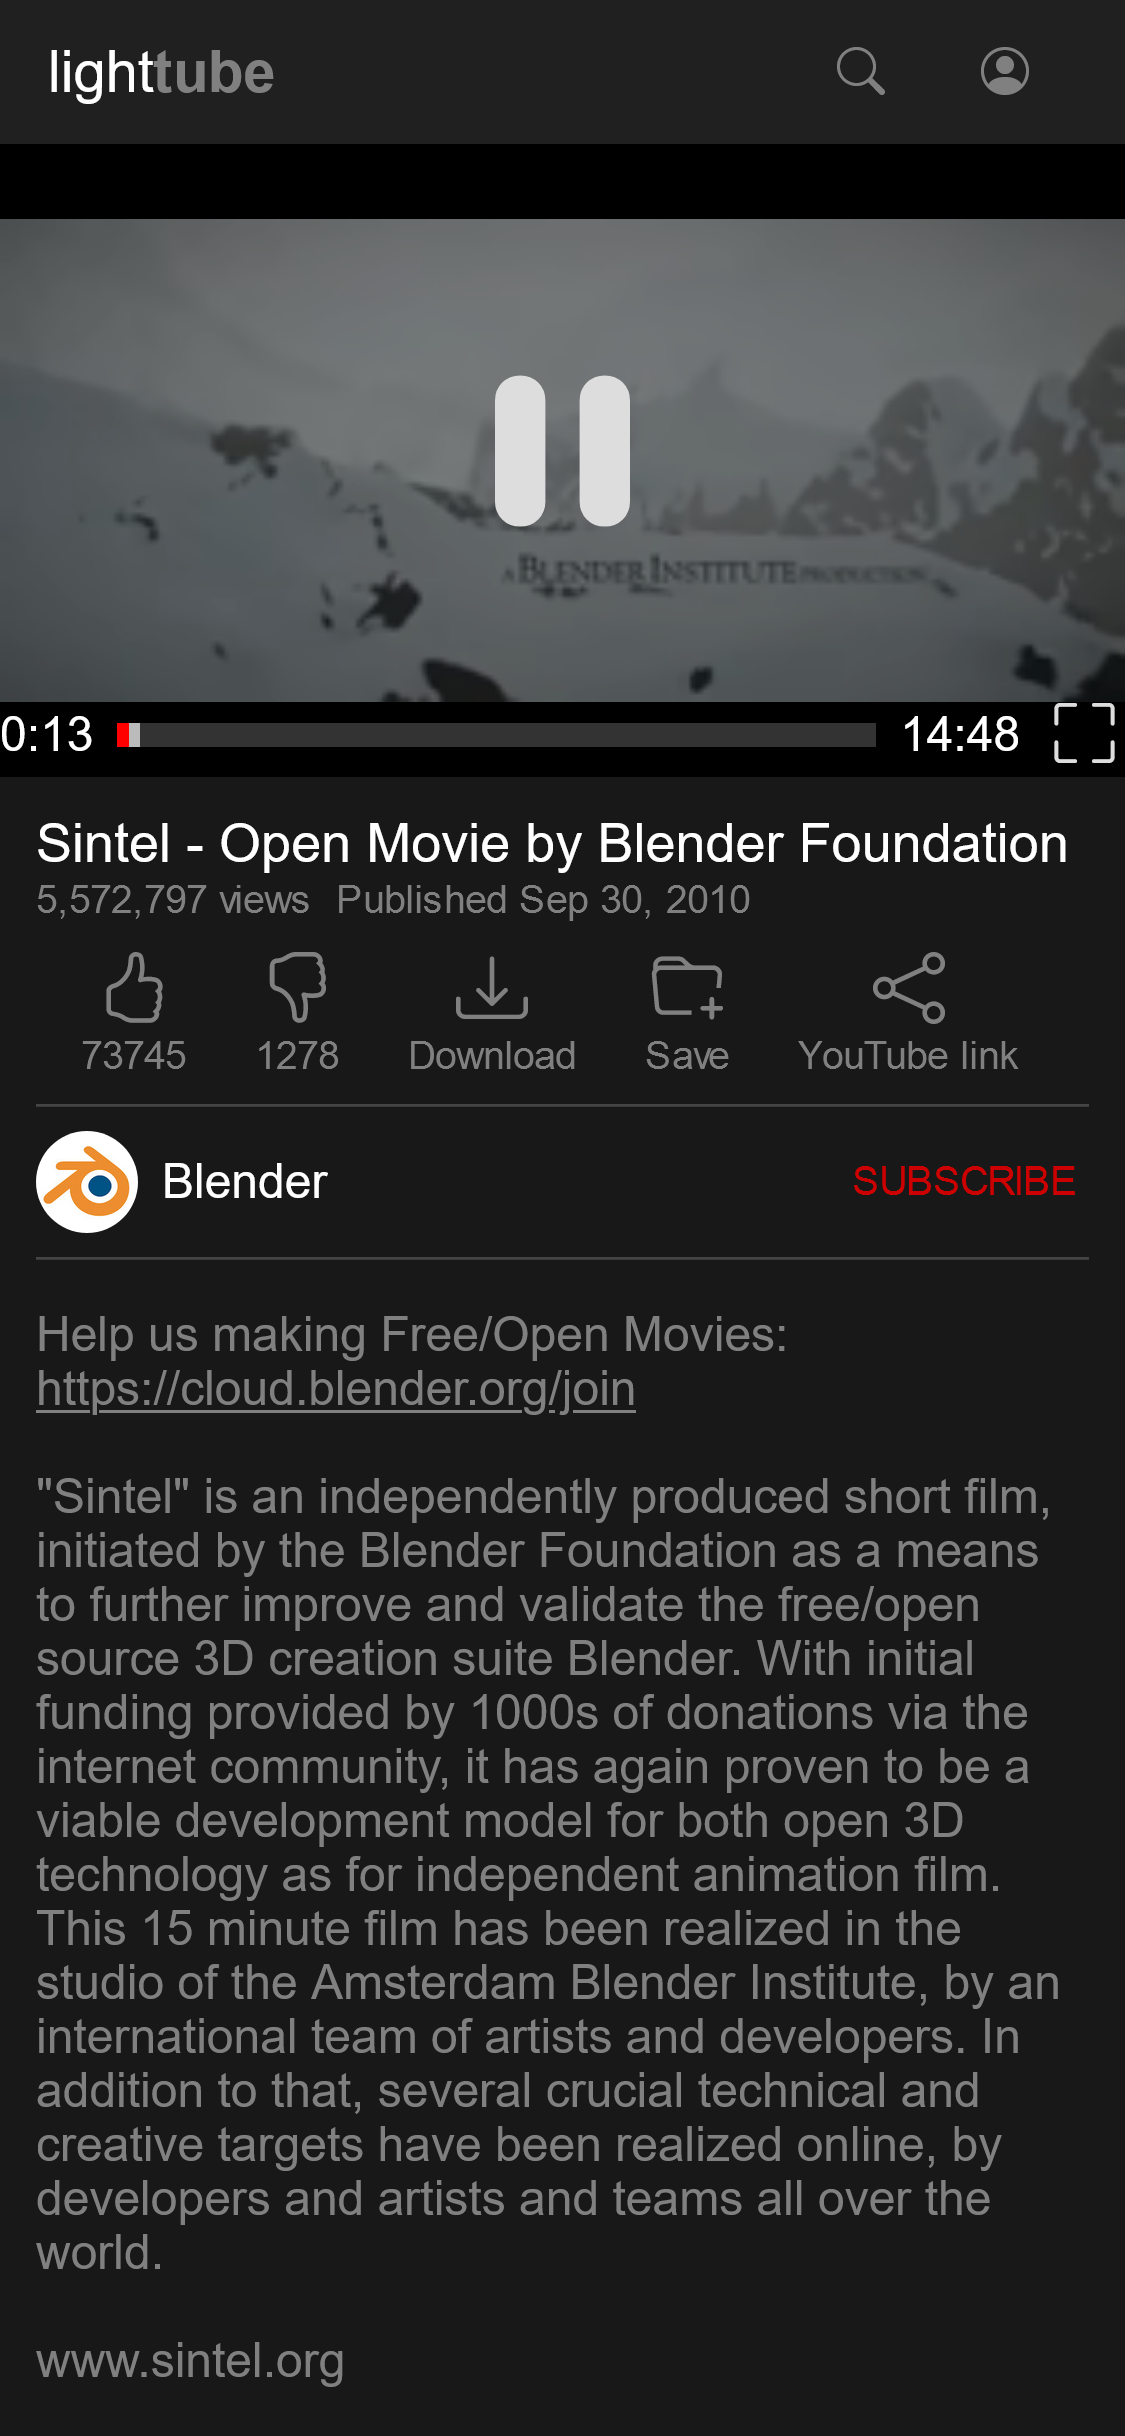 lighttube
A BLENDER INSTITUTE PRODUCTION
0:13 14:48
Sintel - Open Movie by Blender Foundation
5,572,797 views Published Sep 30, 2010
73745 1278 Download Save YouTube link
Blender SUBSCRIBE
Help us making Free/Open Movies:
https://cloud.blender.org/join
"Sintel" is an independently produced short film,
initiated by the Blender Foundation as a means
to further improve and validate the free/open
source 3D creation suite Blender. With initial
funding provided by 1000s of donations via the
internet community, it has again proven to be a
viable development model for both open 3D
technology as for independent animation film.
This 15 minute film has been realized in the
studio of the Amsterdam Blender Institute, by an
international team of artists and developers. In
addition to that, several crucial technical and
creative targets have been realized online, by
developers and artists and teams all over the
world.
www.sintel.org